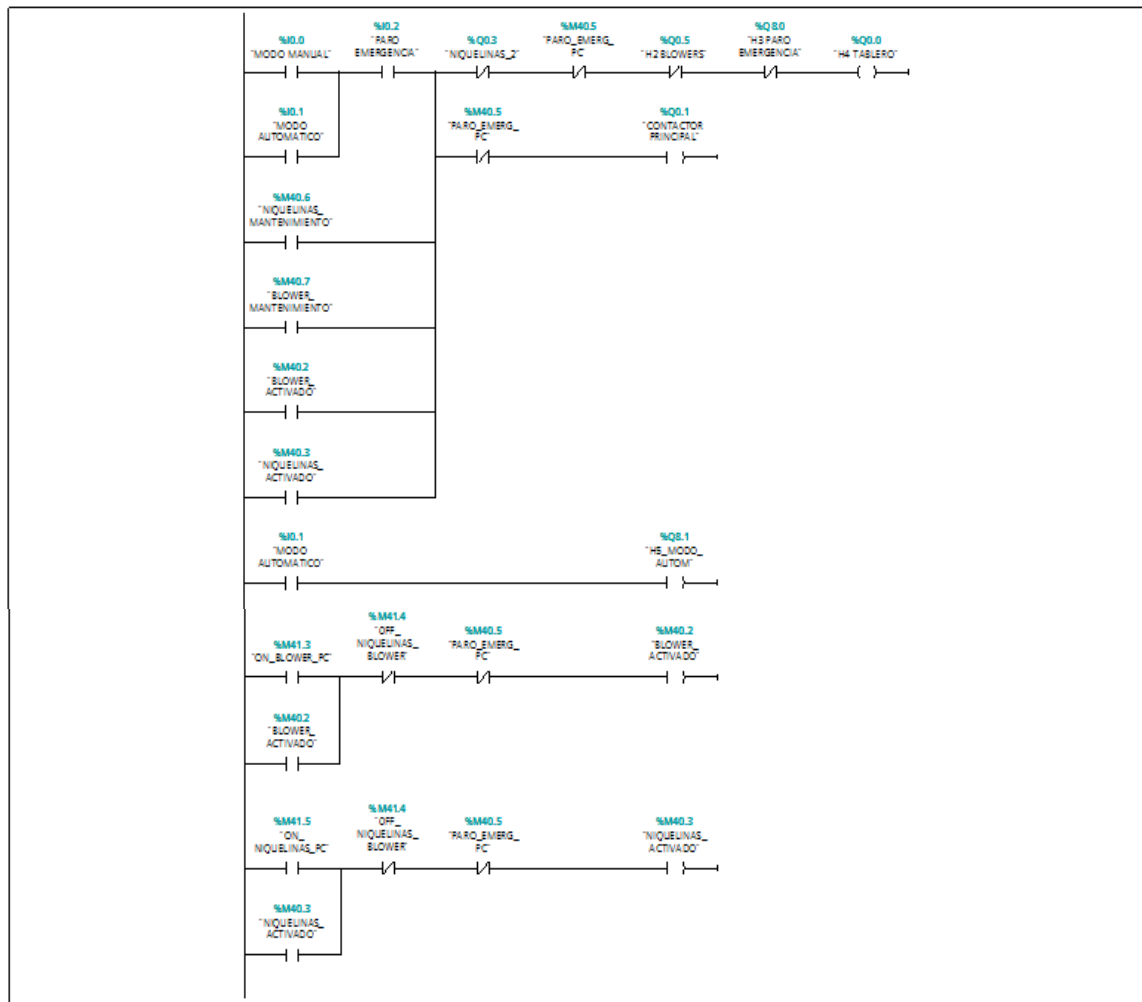 %I0.0
"MODO MANUAL"
%I0.2
"PARO
EMERGENCIA"
%Q0.3
"NIQUELINAS_2"
%M40.5
"PARO_EMERG_
PC"
%Q0.5
"H2 BLOWERS"
%Q8.0
"H3 PARO
EMERGENCIA"
%Q0.0
"H4 TABLERO"
%I0.1
"MODO
AUTOMATICO"
%M40.5
"PARO_EMERG_
PC"
%Q0.1
"CONTACTOR
PRINCIPAL"
%M40.6
"NIQUELINAS_
MANTENIMIENTO"
%M40.7
"BLOWER_
MANTENIMIENTO"
%M40.2
"BLOWER_
ACTIVADO"
%M40.3
"NIQUELINAS_
ACTIVADO"
%I0.1
"MODO
AUTOMATICO"
%Q8.1
"H5_MODO_
AUTOM"
%M41.3
"ON_BLOWER_PC"
%M41.4
"OFF_
NIQUELINAS_
BLOWER"
%M40.5
"PARO_EMERG_
PC"
%M40.2
"BLOWER_
ACTIVADO"
%M40.2
"BLOWER_
ACTIVADO"
%M41.5
"ON_
NIQUELINAS_PC"
%M41.4
"OFF_
NIQUELINAS_
BLOWER"
%M40.5
"PARO_EMERG_
PC"
%M40.3
"NIQUELINAS_
ACTIVADO"
%M40.3
"NIQUELINAS_
ACTIVADO"